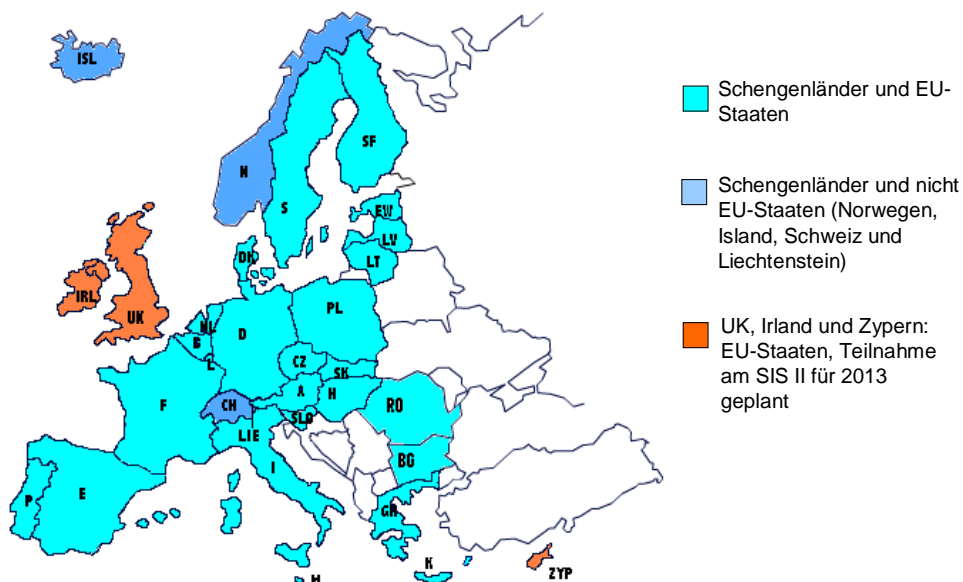 ISL
N
S
SF
EW
LV
LT
DK
IRL
UK
NL
B
L
D
PL
CZ
SK
A
H
F
CH
SLO
LIE
I
RO
BG
P
E
GR
K
ZYP
Schengenländer und EU-
Staaten
Schengenländer und nicht
EU-Staaten (Norwegen,
Island, Schweiz und
Liechtenstein)
UK, Irland und Zypern:
EU-Staaten, Teilnahme
am SIS II für 2013
geplant